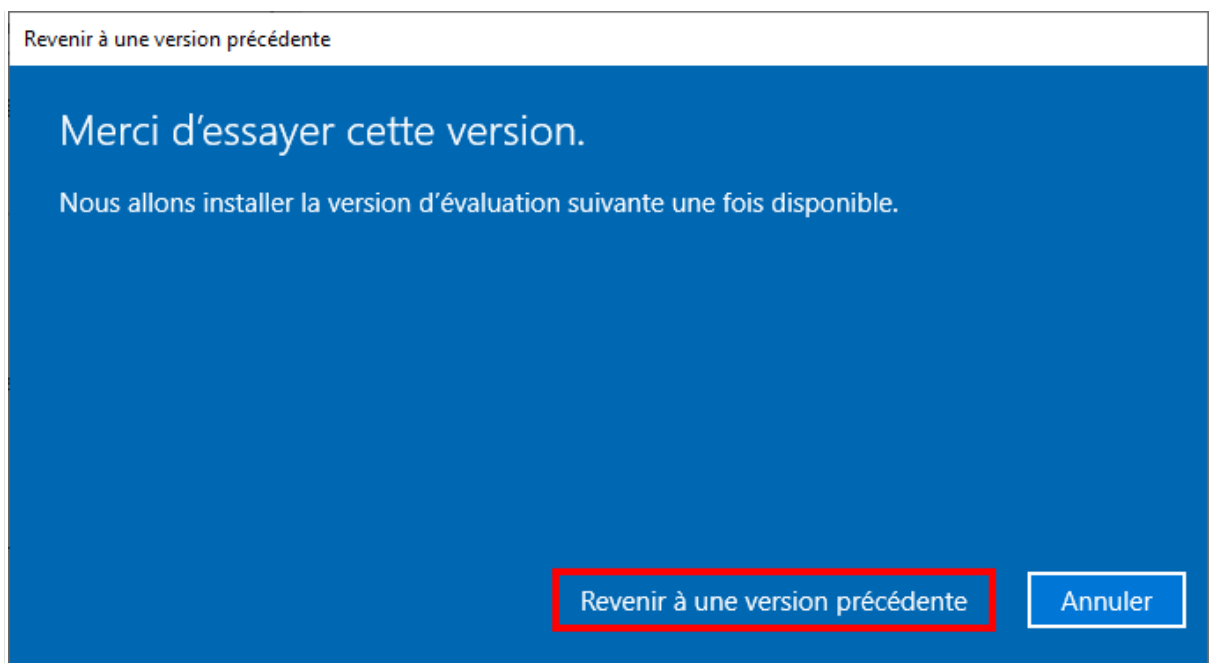 Revenir à une version précédente
Merci d’essayer cette version.
Nous allons installer la version d’évaluation suivante une fois disponible.
Revenir à une version précédente
Annuler